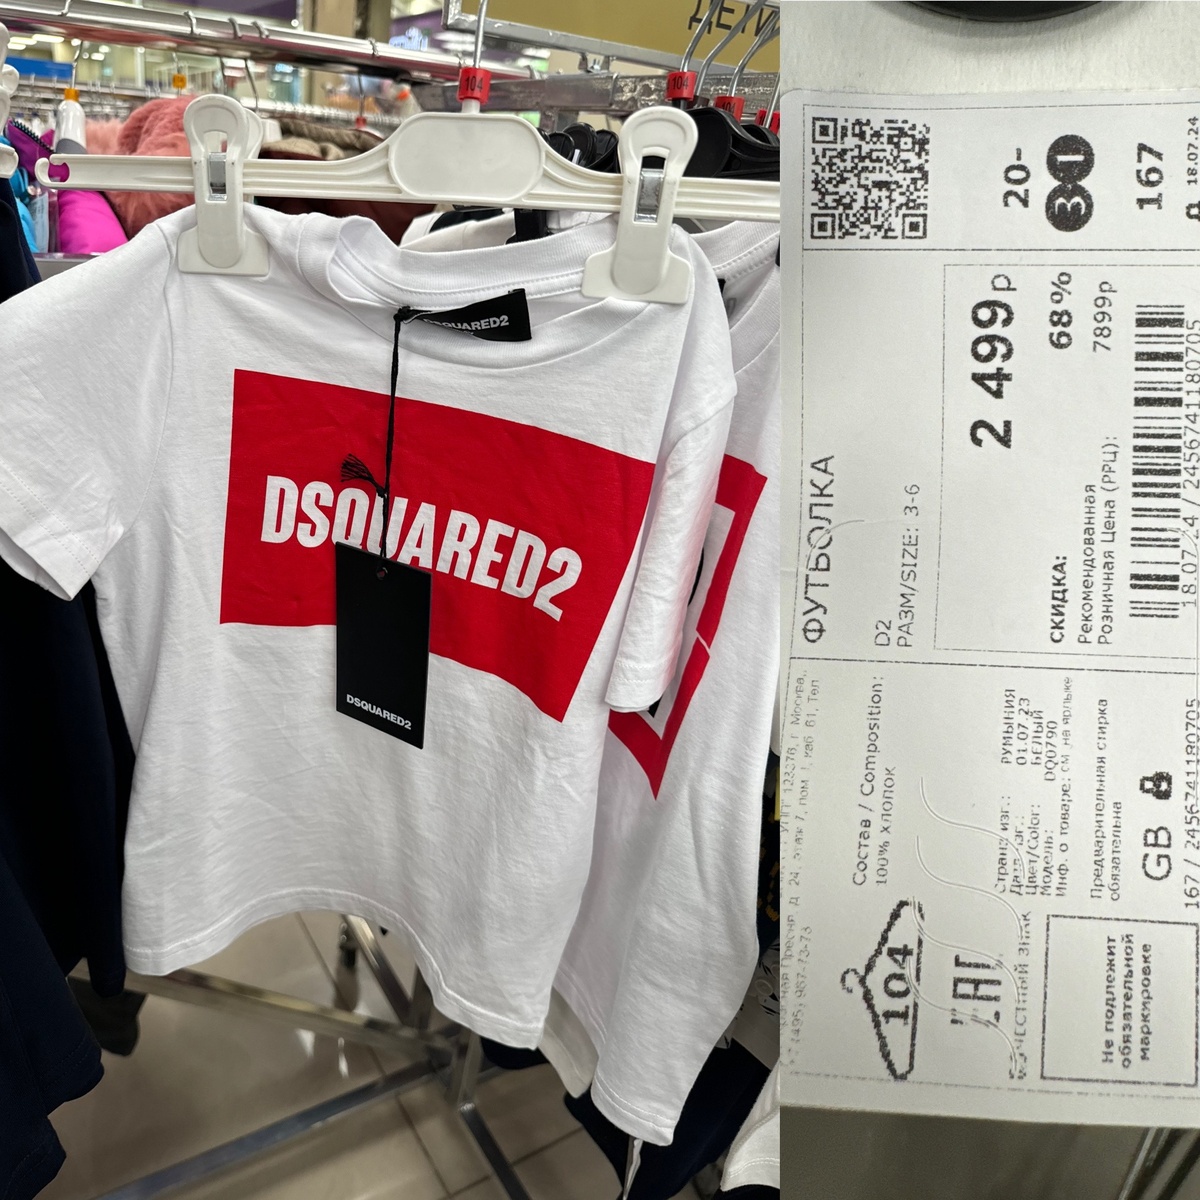 ДЕТИ
104
104
DSQUARED2
DSQUARED2
DSQUARED2
20-
30
167
18.07.24
ФУТБОЛКА
D2
РАЗМ/SIZE: 3-6
2 499р
СКИДКА: 68%
Рекомендованная
Розничная Цена (РРЦ): 7899р
18.07.24 / 2456741180705
Состав / Composition:
100% хлопок
Страна изг.: РУМЫНИЯ
Дата изг.: 01.07.23
Цвет/Color: БЕЛЫЙ
Модель: DQ0790
Инф. о товаре: см. на ярлыке
Предварительная стирка
обязательна
GB
167 / 2456741180705
104
Не подлежит
обязательной
маркировке